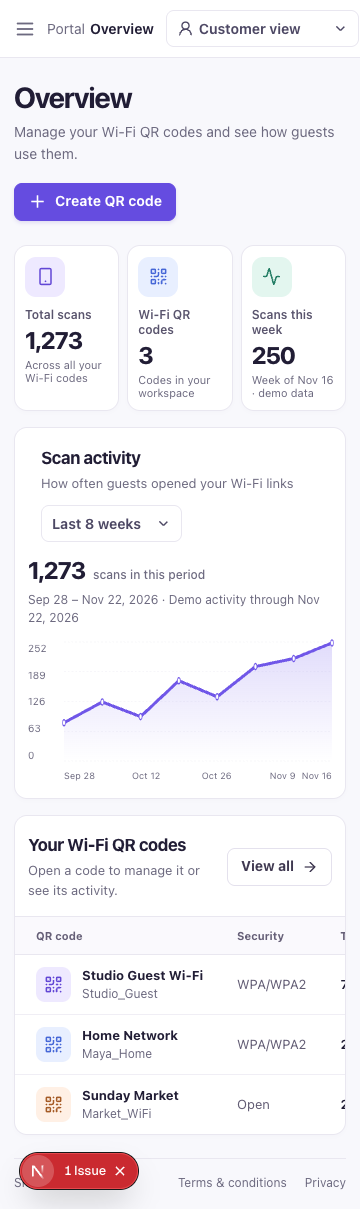 Portal Overview
Customer view
Overview
Manage your Wi-Fi QR codes and see how guests
use them.
Create QR code
Total scans
1,273
Across all your
Wi-Fi codes
Wi-Fi QR
codes
3
Codes in your
workspace
Scans this
week
250
Week of Nov 16
· demo data
Scan activity
How often guests opened your Wi-Fi links
Last 8 weeks
1,273 scans in this period
Sep 28 – Nov 22, 2026 · Demo activity through Nov
22, 2026
252
189
126
63
0
Sep 28 Oct 12 Oct 26 Nov 9 Nov 16
Your Wi-Fi QR codes
Open a code to manage it or
see its activity.
View all
QR code Security
Studio Guest Wi-Fi
Studio_Guest
WPA/WPA2
Home Network
Maya_Home
WPA/WPA2
Sunday Market
Market_WiFi
Open
N 1 Issue
Terms & conditions Privacy